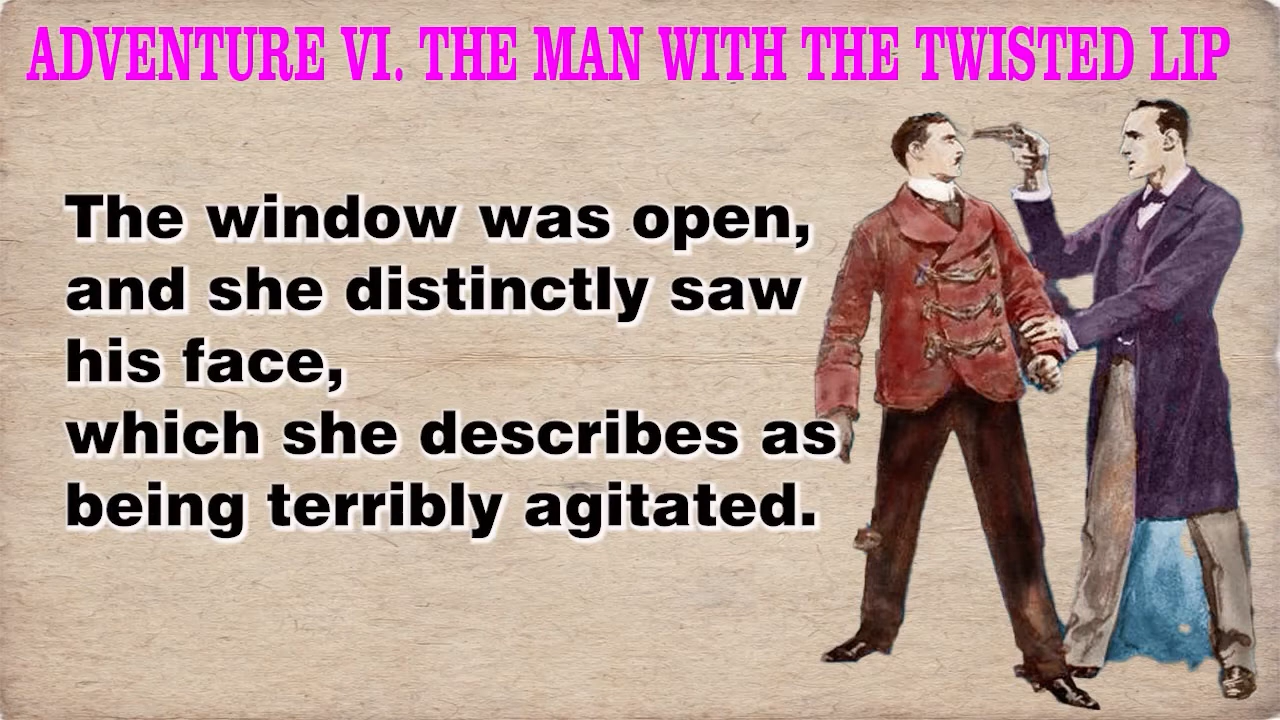 ADVENTURE VI. THE MAN WITH THE TWISTED LIP
The window was open,
and she distinctly saw
his face,
which she describes as
being terribly agitated.